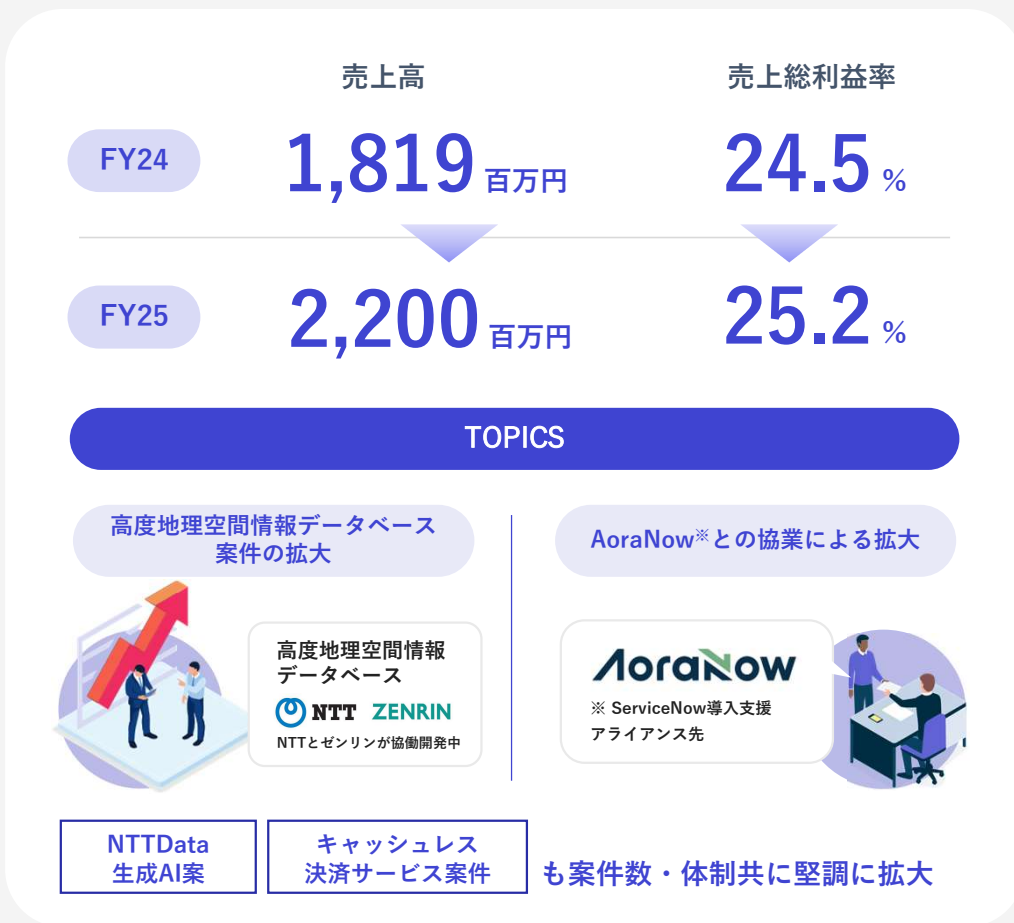 売上高
売上総利益率
FY24
1,819 百万円
24.5 %
FY25
2,200 百万円
25.2 %
TOPICS
高度地理空間情報データベース
案件の拡大
高度地理空間情報
データベース
NTT ZENRIN
NTTとゼンリンが協働開発中
AoraNow※との協業による拡大
AoraNow
※ ServiceNow導入支援
アライアンス先
NTTData
生成AI案
キャッシュレス
決済サービス案件
も案件数・体制共に堅調に拡大